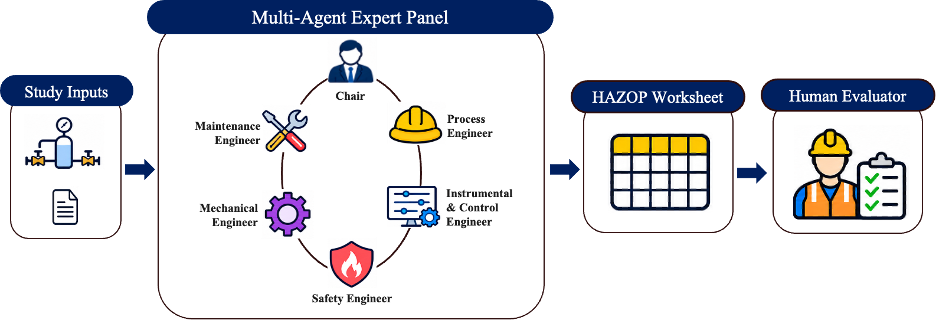 Multi-Agent Expert Panel
Study Inputs
Chair
Maintenance
Engineer
Process
Engineer
Mechanical
Engineer
Instrumental
& Control
Engineer
Safety Engineer
HAZOP Worksheet
Human Evaluator